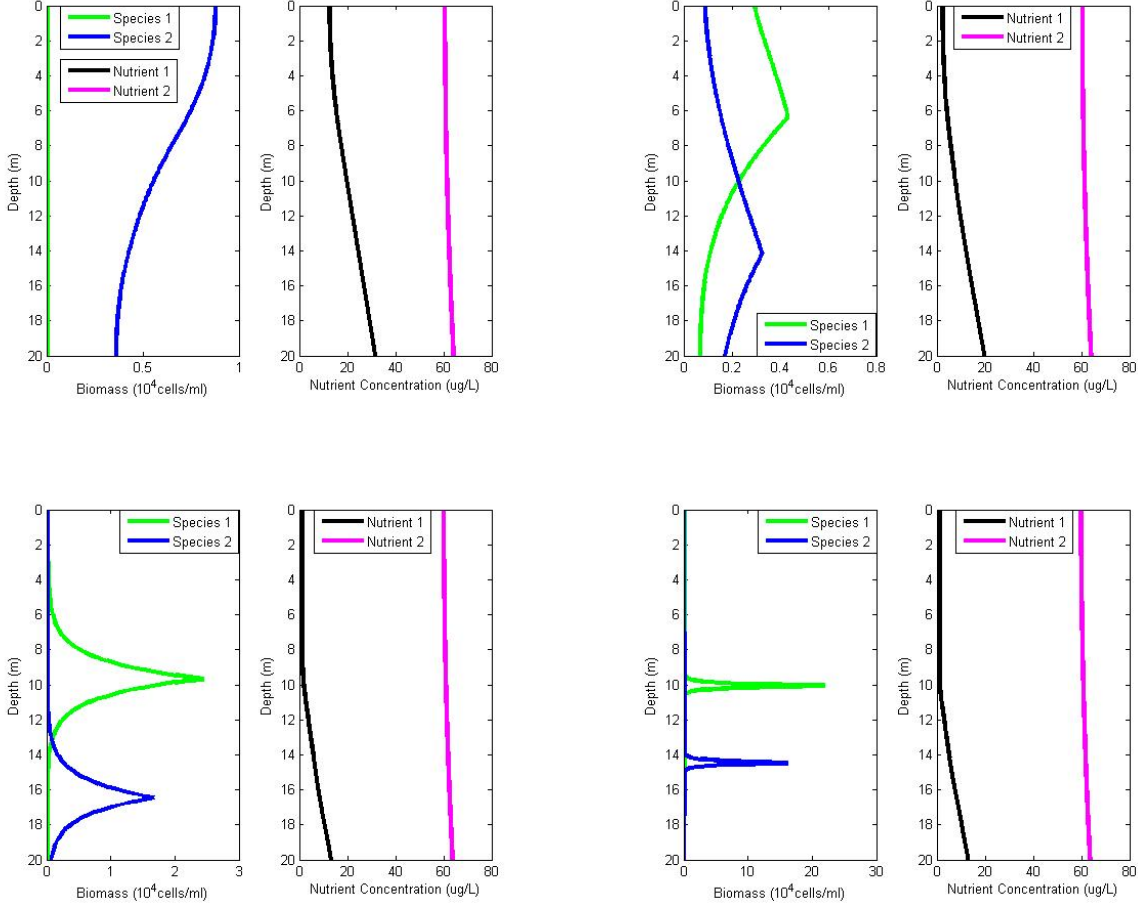 Species 1
Species 2
Nutrient 1
Nutrient 2
0
2
4
6
8
10
12
14
16
18
20
Depth (m)
0
0.5
1
Biomass (10^4cells/ml)
0
2
4
6
8
10
12
14
16
18
20
Depth (m)
0 20 40 60 80
Nutrient Concentration (ug/L)
0
2
4
6
8
10
12
14
16
18
20
Depth (m)
Species 1
Species 2
0 0.2 0.4 0.6 0.8
Biomass (10^4cells/ml)
Nutrient 1
Nutrient 2
0
2
4
6
8
10
12
14
16
18
20
Depth (m)
0 20 40 60 80
Nutrient Concentration (ug/L)
Species 1
Species 2
0
2
4
6
8
10
12
14
16
18
20
Depth (m)
0 1 2 3
Biomass (10^4cells/ml)
Nutrient 1
Nutrient 2
0
2
4
6
8
10
12
14
16
18
20
Depth (m)
0 20 40 60 80
Nutrient Concentration (ug/L)
Species 1
Species 2
0
2
4
6
8
10
12
14
16
18
20
Depth (m)
0 10 20 30
Biomass (10^4cells/ml)
Nutrient 1
Nutrient 2
0
2
4
6
8
10
12
14
16
18
20
Depth (m)
0 20 40 60 80
Nutrient Concentration (ug/L)